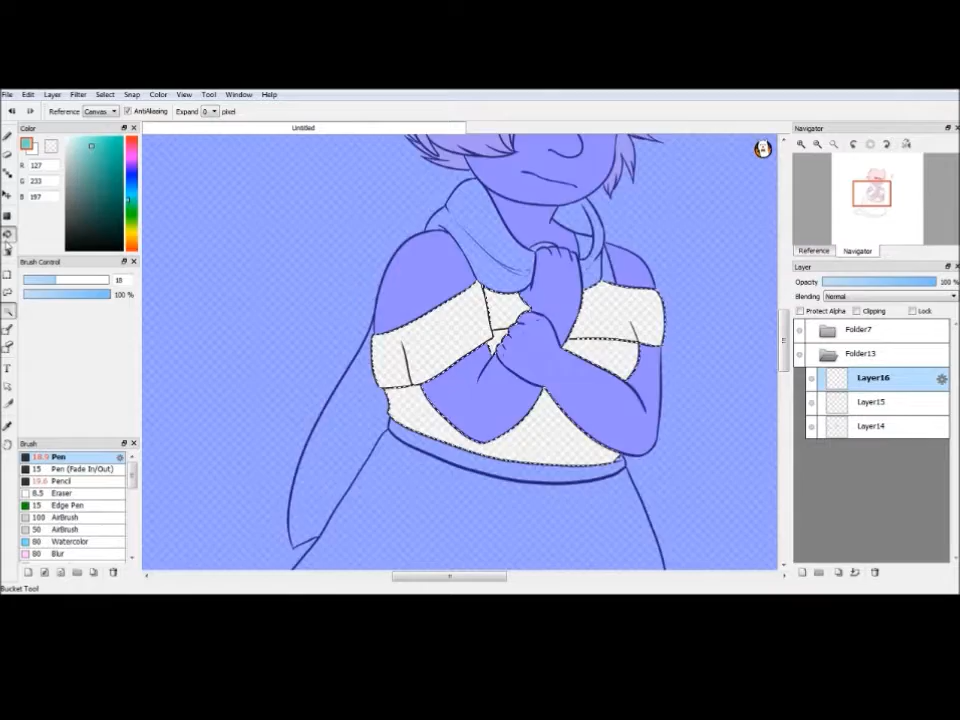 File Edit Layer Filter Select Snap Color View Tool Window Help
Reference Canvas AntiAliasing Expand 0 pixel
Color
Untitled
Navigator
R 127
G 233
B 197
Reference Navigator
Brush Control
Layer
18
100 %
Opacity 100 %
Blending Normal
Protect Alpha Clipping Lock
Folder7
Folder13
Layer16
Layer15
Layer14
Brush
18.9 Pen
15 Pen (Fade In/Out)
19.6 Pencil
8.5 Eraser
15 Edge Pen
100 AirBrush
50 AirBrush
80 Watercolor
80 Blur
Bucket Tool